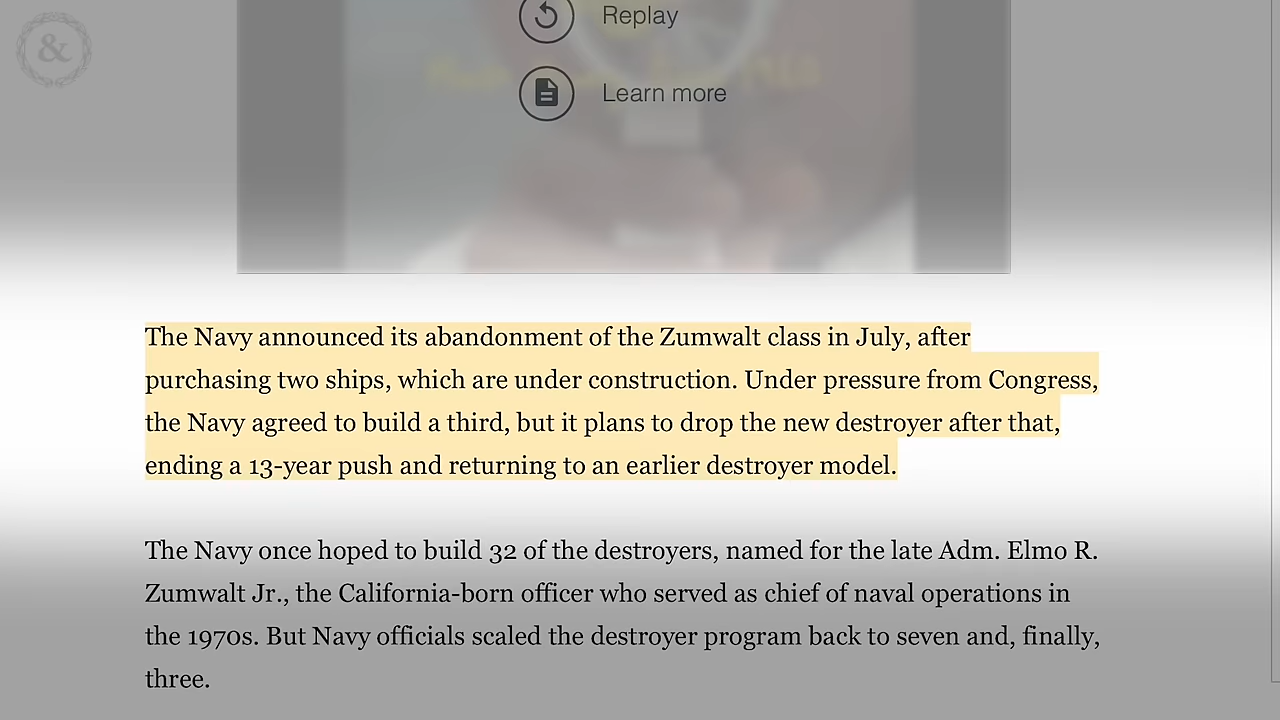 &
Replay
Learn more
The Navy announced its abandonment of the Zumwalt class in July, after
purchasing two ships, which are under construction. Under pressure from Congress,
the Navy agreed to build a third, but it plans to drop the new destroyer after that,
ending a 13-year push and returning to an earlier destroyer model.
The Navy once hoped to build 32 of the destroyers, named for the late Adm. Elmo R.
Zumwalt Jr., the California-born officer who served as chief of naval operations in
the 1970s. But Navy officials scaled the destroyer program back to seven and, finally,
three.